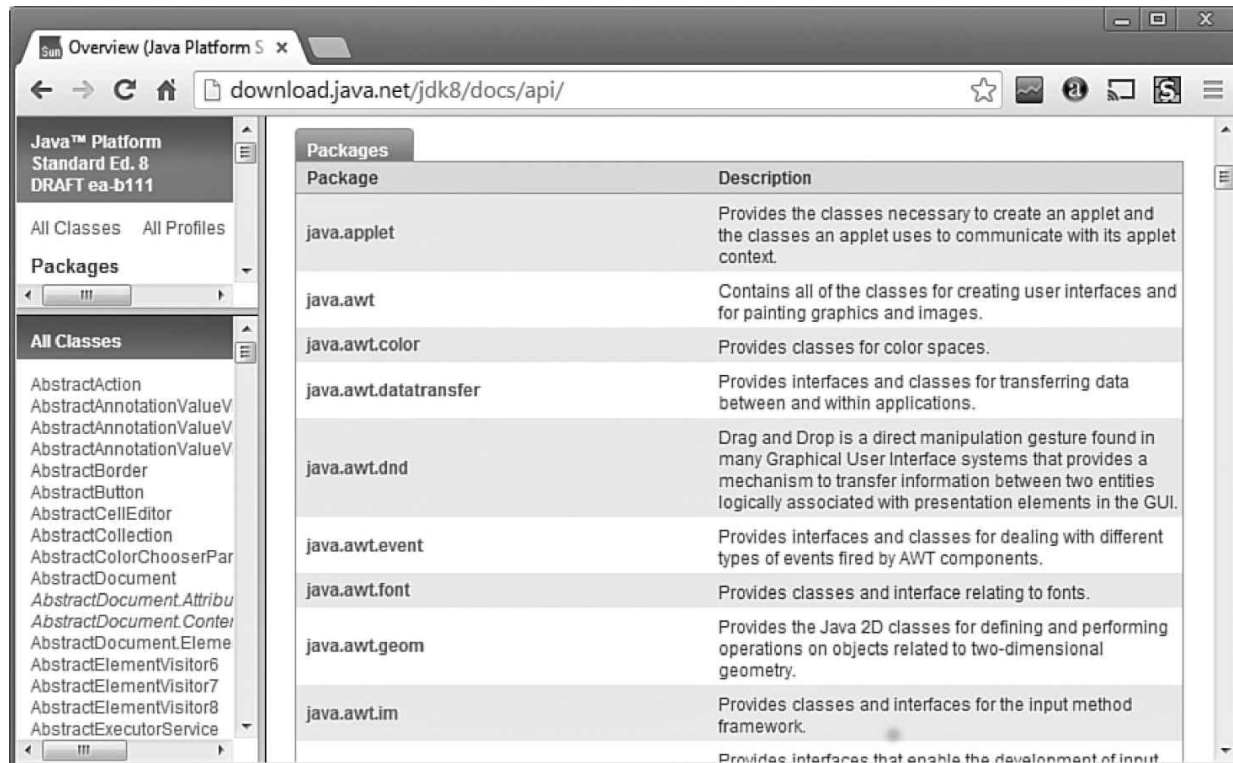 Sun Overview (Java Platform S
download.java.net/jdk8/docs/api/
Java™ Platform
Standard Ed. 8
DRAFT ea-b111
All Classes All Profiles
Packages
All Classes
AbstractAction
AbstractAnnotationValueV
AbstractAnnotationValueV
AbstractAnnotationValueV
AbstractBorder
AbstractButton
AbstractCellEditor
AbstractCollection
AbstractColorChooserPar
AbstractDocument
AbstractDocument.Attribu
AbstractDocument.Conter
AbstractDocument.Eleme
AbstractElementVisitor6
AbstractElementVisitor7
AbstractElementVisitor8
AbstractExecutorService
Packages
Package Description
java.applet
Provides the classes necessary to create an applet and
the classes an applet uses to communicate with its applet
context.
java.awt
Contains all of the classes for creating user interfaces and
for painting graphics and images.
java.awt.color
Provides classes for color spaces.
java.awt.datatransfer
Provides interfaces and classes for transferring data
between and within applications.
java.awt.dnd
Drag and Drop is a direct manipulation gesture found in
many Graphical User Interface systems that provides a
mechanism to transfer information between two entities
logically associated with presentation elements in the GUI.
java.awt.event
Provides interfaces and classes for dealing with different
types of events fired by AWT components.
java.awt.font
Provides classes and interface relating to fonts.
java.awt.geom
Provides the Java 2D classes for defining and performing
operations on objects related to two-dimensional
geometry.
java.awt.im
Provides classes and interfaces for the input method
framework.
Provides interfaces that enable the development of input